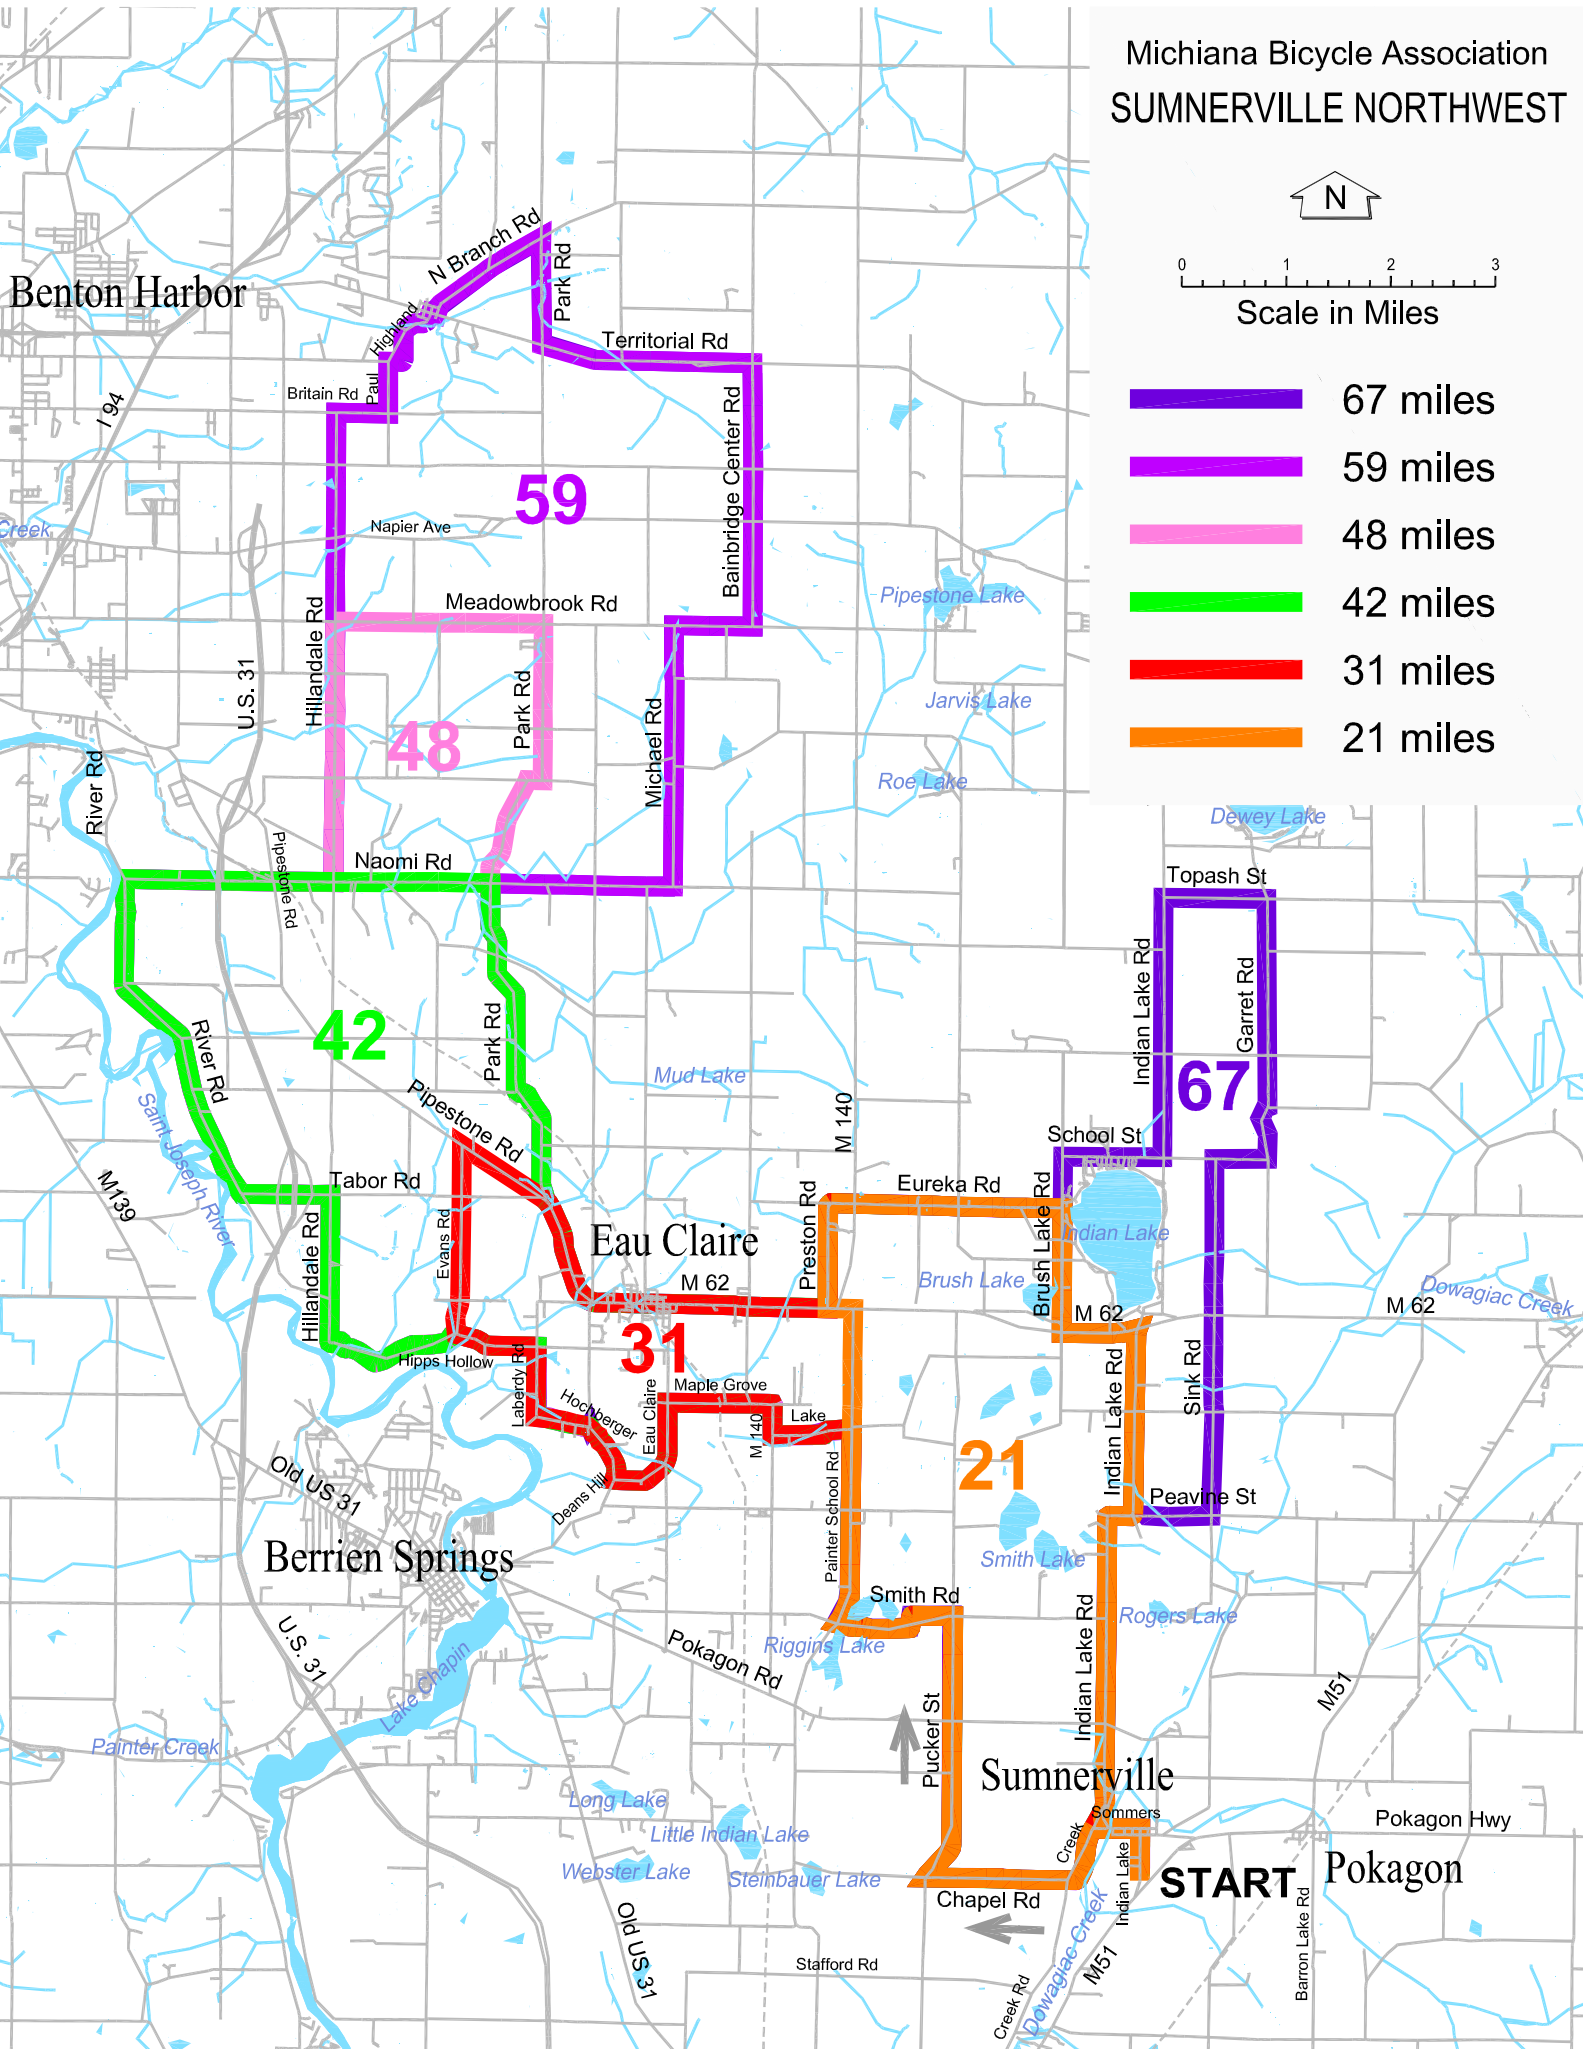 Michiana Bicycle Association
SUMNERVILLE NORTHWEST
N
0 1 2 3
Scale in Miles
67 miles
59 miles
48 miles
42 miles
31 miles
21 miles
N Branch Rd
Park Rd
Benton Harbor
Highland
Territorial Rd
Britain Rd
Paul
I 94
Bainbridge Center Rd
59
Creek
Napier Ave
Pipestone Lake
Meadowbrook Rd
Hillandale Rd
U.S. 31
Park Rd
Jarvis Lake
48
Michael Rd
River Rd
Roe Lake
Dewey Lake
Pipestone Rd
Naomi Rd
Topash St
Indian Lake Rd
Garret Rd
42
River Rd
Park Rd
Mud Lake
67
Pipestone Rd
M 140
School St
Saint Joseph River
M139
Tabor Rd
Eureka Rd
Preston Rd
Brush Lake Rd
Evans Rd
Eau Claire
Indian Lake
Hillandale Rd
M 62
Brush Lake
Dowagiac Creek
M 62
M 62
31
Hipps Hollow
Laberdy Rd
Maple Grove
Indian Lake Rd
Sink Rd
Hochberger
Eau Claire
Lake
M 140
21
Old US 31
Deans Hill
Painter School Rd
Peavine St
Berrien Springs
Smith Lake
Smith Rd
Rogers Lake
U.S. 31
Riggins Lake
Pokagon Rd
Indian Lake Rd
Lake Chapin
M51
Painter Creek
Pucker St
Sumnerville
Long Lake
Sommers
Pokagon Hwy
Little Indian Lake
Creek
Webster Lake
Steinbauer Lake
Indian Lake
START
Pokagon
Chapel Rd
Old US 31
Dowagiac Creek
Barron Lake Rd
Stafford Rd
M51
Creek Rd